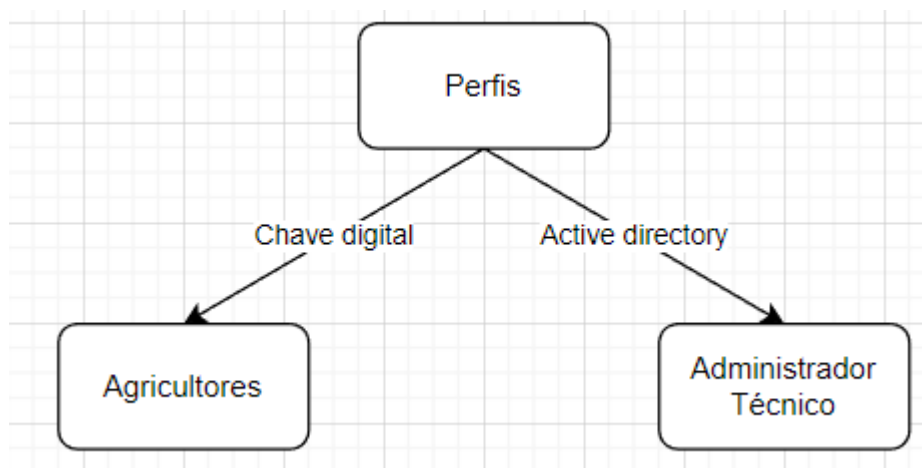 Perfis
Chave digital
Active directory
Agricultores
Administrador
Técnico